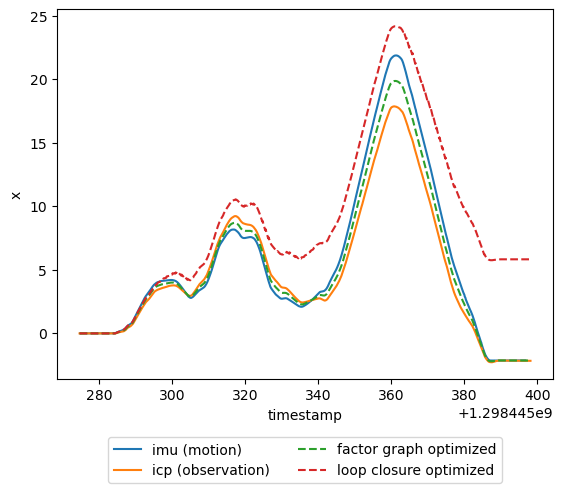 25
20
15
10
5
0
x
280 300 320 340 360 380 400
timestamp
+1.298445e9
imu (motion) factor graph optimized
icp (observation) loop closure optimized